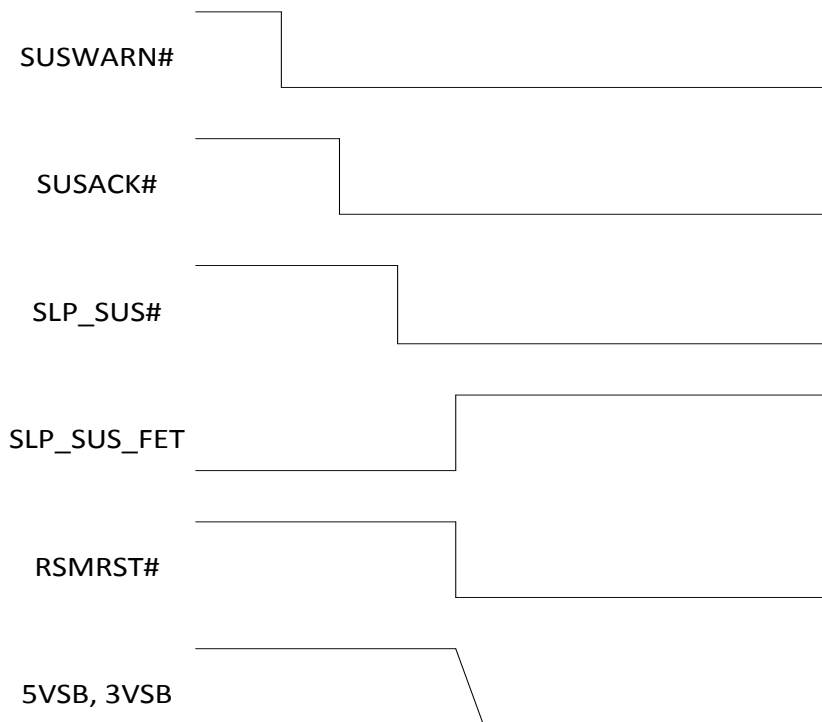 SUSWARN#
SUSACK#
SLP_SUS#
SLP_SUS_FET
RSMRST#
5VSB, 3VSB